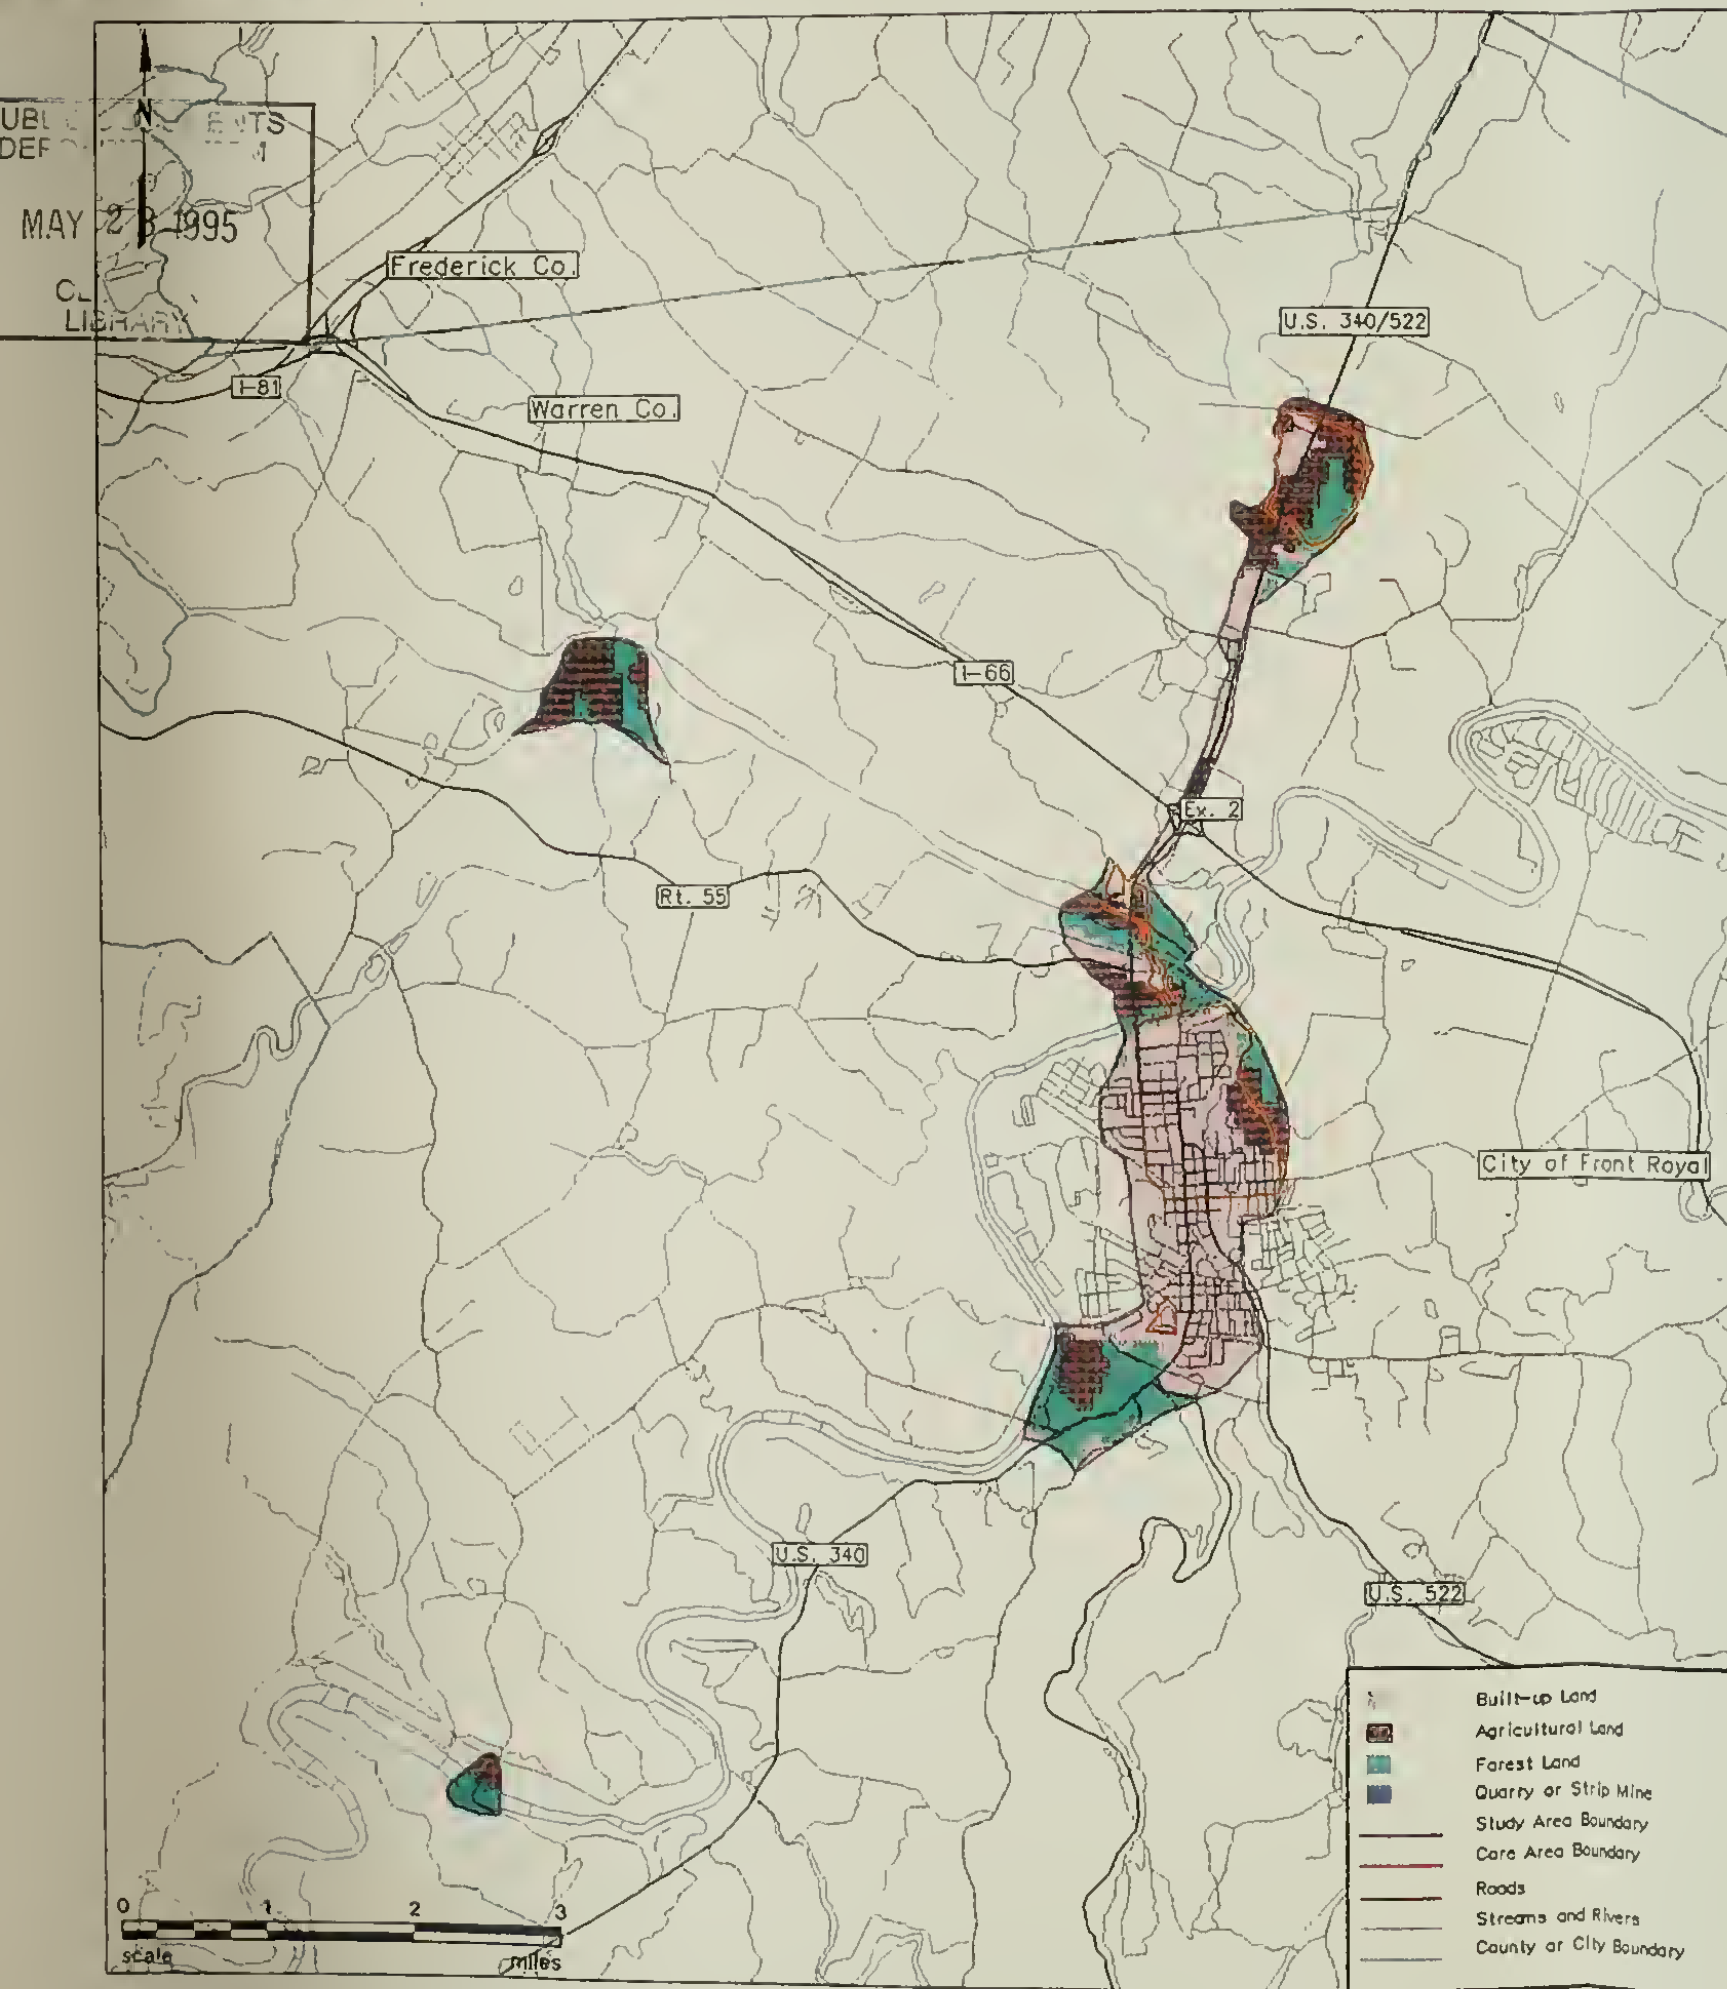 N
MAY 23 1995
LIBRARY
Frederick Co.
U.S. 340/522
I-81
Warren Co.
I-66
Ex. 2
Rt. 55
City of Front Royal
U.S. 340
U.S. 522
Built-up Land
Agricultural Land
Forest Land
Quarry or Strip Mine
Study Area Boundary
Core Area Boundary
Roads
Streams and Rivers
County or City Boundary
0 1 2 3
scale miles